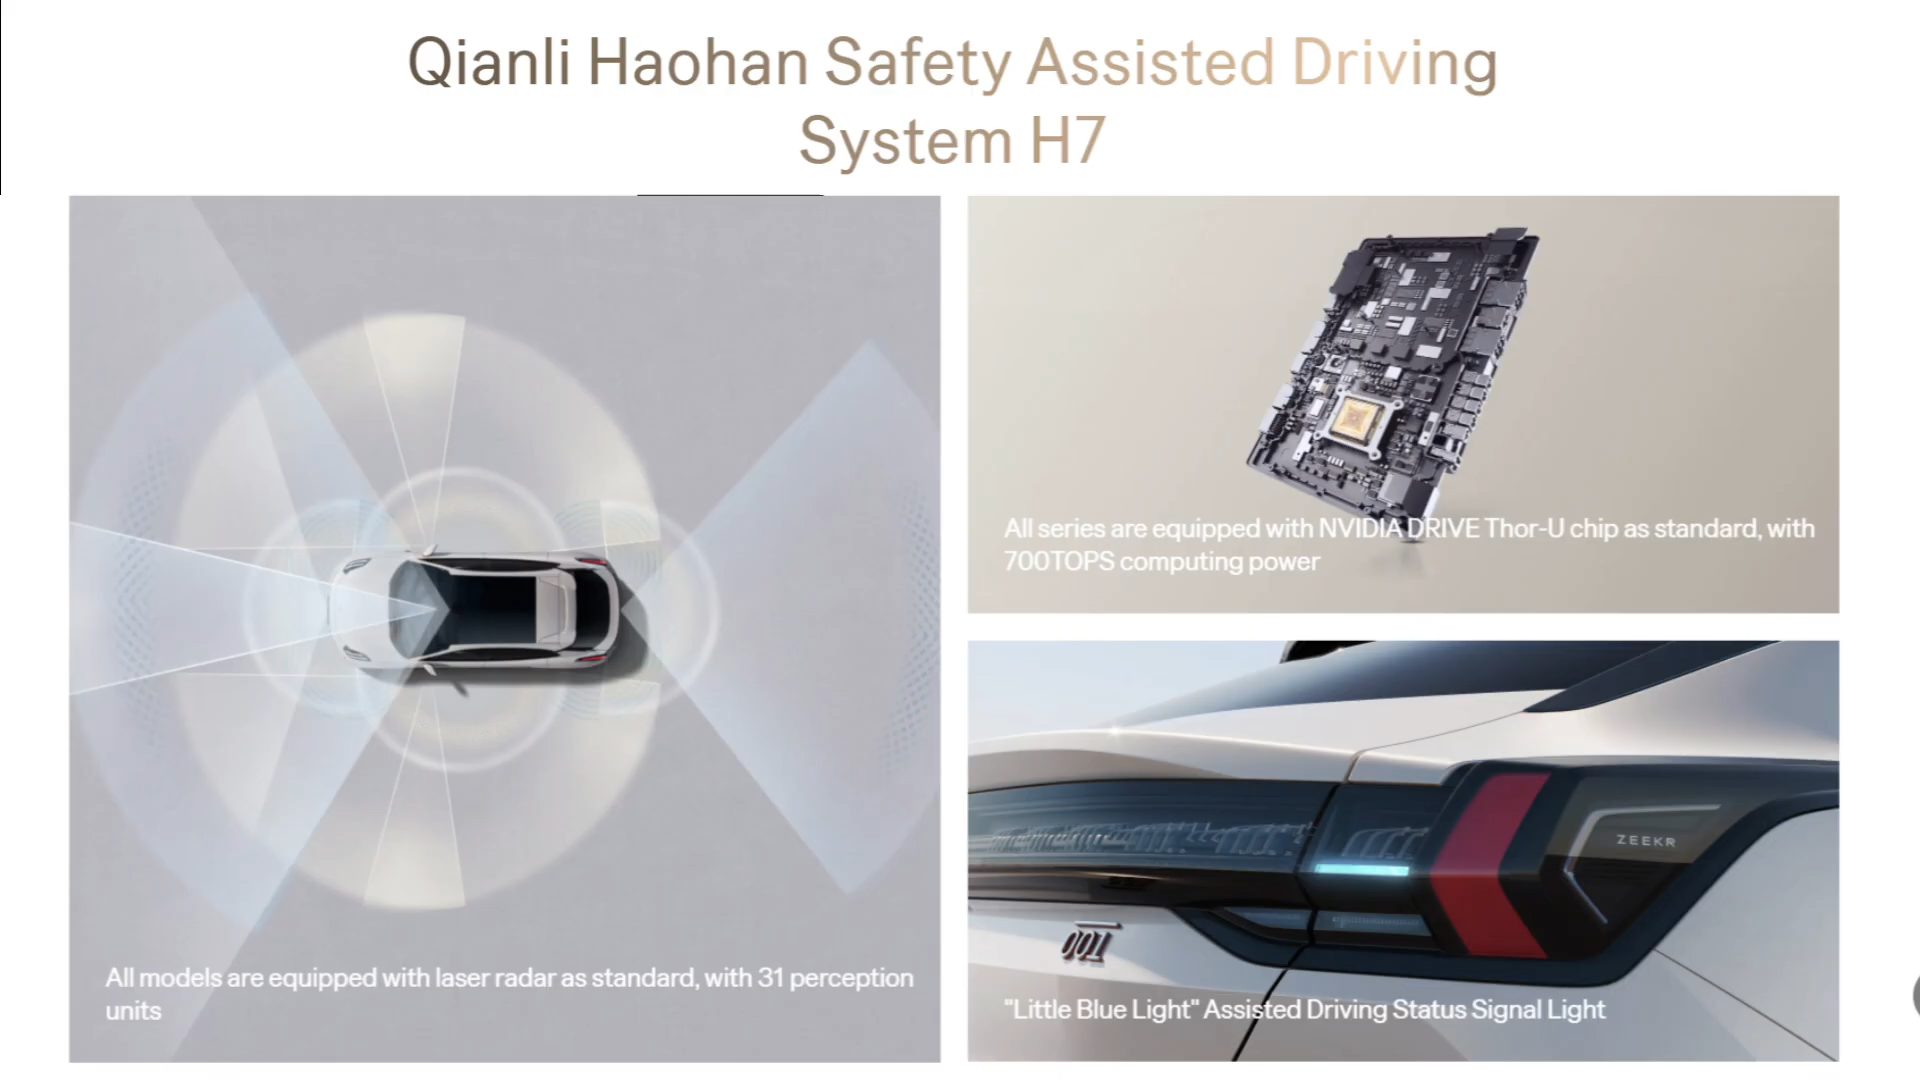 Qianli Haohan Safety Assisted Driving
System H7
All models are equipped with laser radar as standard, with 31 perception
units
All series are equipped with NVIDIA DRIVE Thor-U chip as standard, with
700TOPS computing power
ZEEKR
001
"Little Blue Light" Assisted Driving Status Signal Light